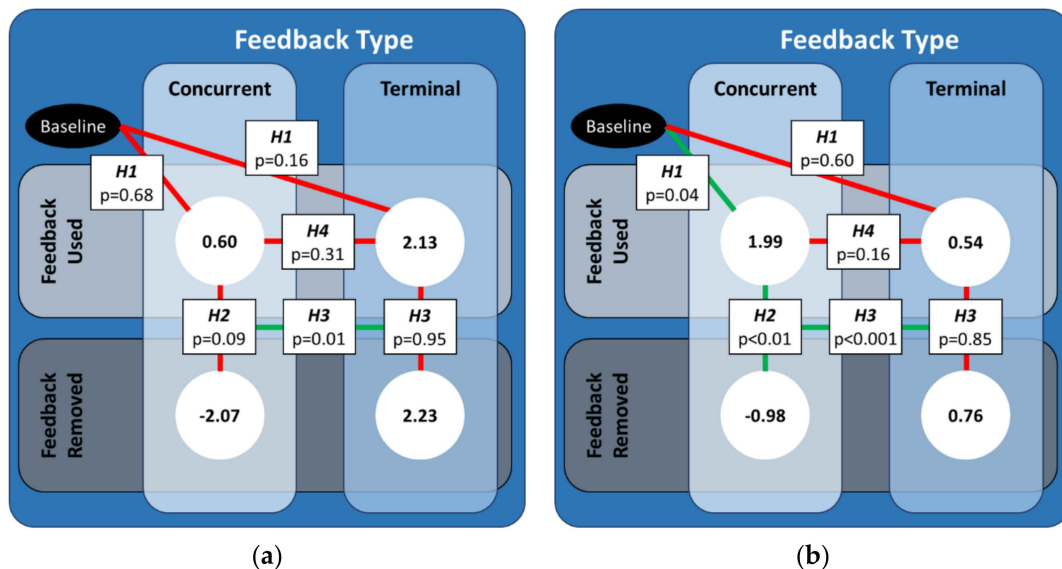 Feedback Type
Concurrent
Terminal
Baseline
H1
p=0.16
H1
p=0.68
Feedback
Used
0.60
H4
p=0.31
2.13
H2
p=0.09
H3
p=0.01
H3
p=0.95
Feedback
Removed
-2.07
2.23
(a)
Feedback Type
Concurrent
Terminal
Baseline
H1
p=0.60
H1
p=0.04
Feedback
Used
1.99
H4
p=0.16
0.54
H2
p<0.01
H3
p<0.001
H3
p=0.85
Feedback
Removed
-0.98
0.76
(b)